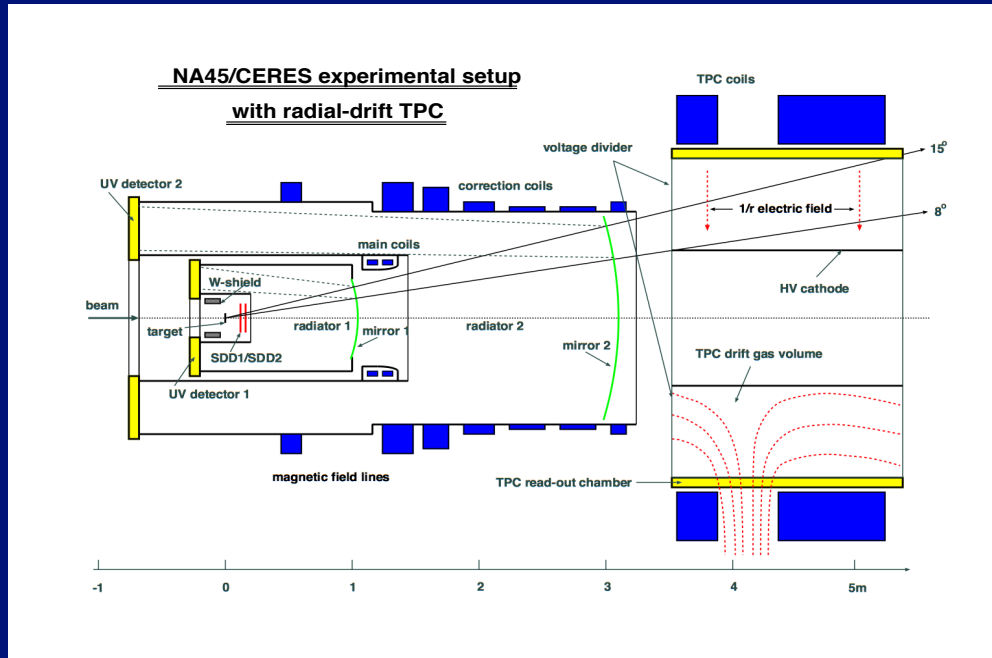 NA45/CERES experimental setup
with radial-drift TPC
TPC coils
voltage divider
15°
UV detector 2
correction coils
1/r electric field
8°
main coils
W-shield
HV cathode
beam
target
radiator 1
mirror 1
radiator 2
mirror 2
SDD1/SDD2
TPC drift gas volume
UV detector 1
magnetic field lines
TPC read-out chamber
-1 0 1 2 3 4 5m